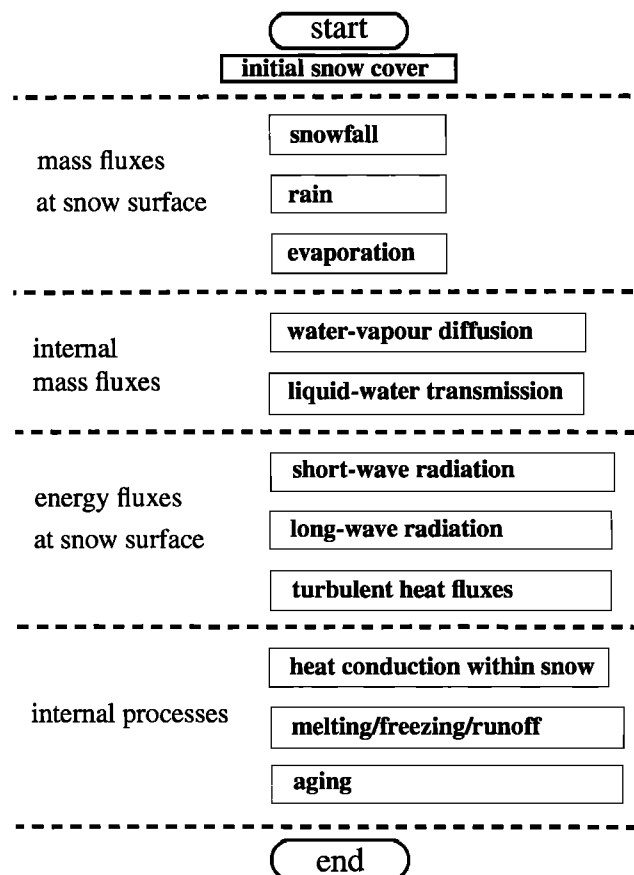 start
initial snow cover
mass fluxes
at snow surface
snowfall
rain
evaporation
internal
mass fluxes
water-vapour diffusion
liquid-water transmission
energy fluxes
at snow surface
short-wave radiation
long-wave radiation
turbulent heat fluxes
internal processes
heat conduction within snow
melting/freezing/runoff
aging
end